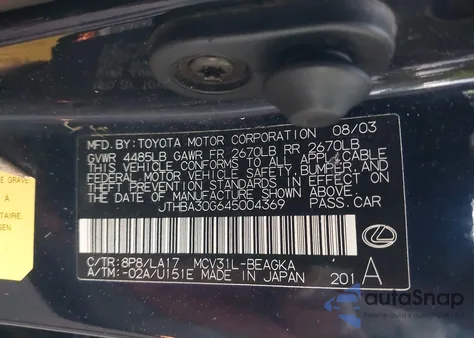 MFD. BY: TOYOTA MOTOR CORPORATION 08/03
GVWR 4485LB GAWR FR 2670LB RR 2670LB
THIS VEHICLE CONFORMS TO ALL APPLICABLE
FEDERAL MOTOR VEHICLE SAFETY,
BUMPER, AND THEFT PREVENTION STANDARDS IN EFFECT ON
THE DATE OF MANUFACTURE SHOWN ABOVE.
JTHBA30G645004369 PASS. CAR
C/TR: 8P8/LA17 MCV31L-BEAGKA
A/TM: -02A/U151E MADE IN JAPAN 201 A
E GRAVE
A
ITAIRE.
autoSnap